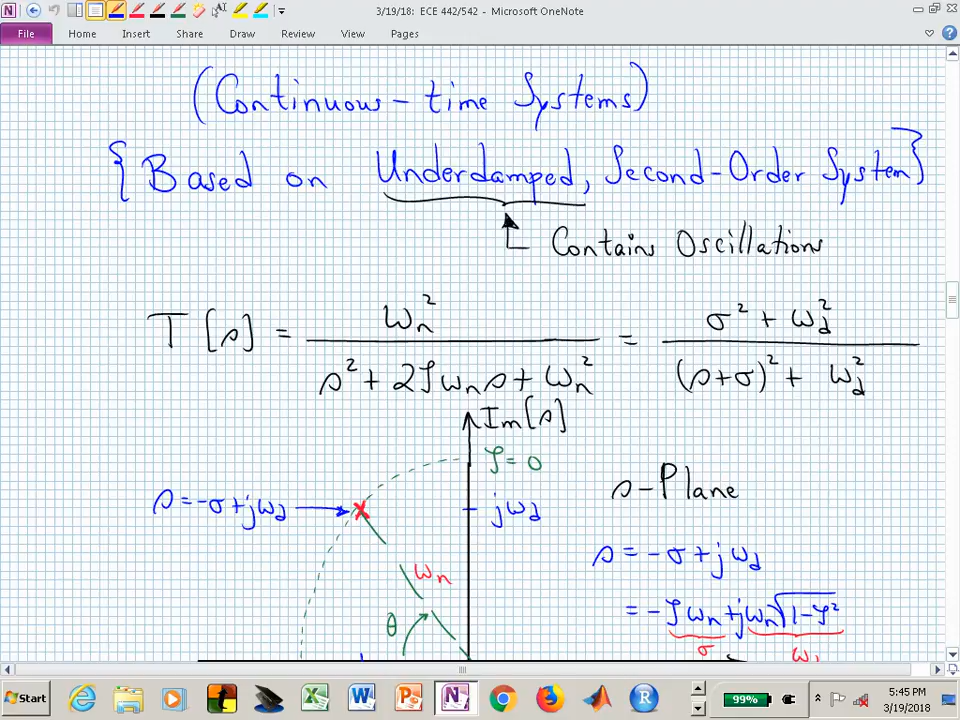 3/19/18: ECE 442/542 - Microsoft OneNote
File Home Insert Share Draw Review View Pages
(Continuous-time Systems)
{Based on Underdamped, Second-Order System}
Contains Oscillations
T[s] = ωn² / (s² + 2ζωns + ωn²) = (σ² + ωd²) / ((s+σ)² + ωd²)
Im[s]
ζ = 0
s-Plane
s = -σ + jωd
jωd
s = -σ + jωd
ωn
= -ζωn + jωn√(1-ζ²)
θ
σ
Start
99%
5:45 PM
3/19/2018